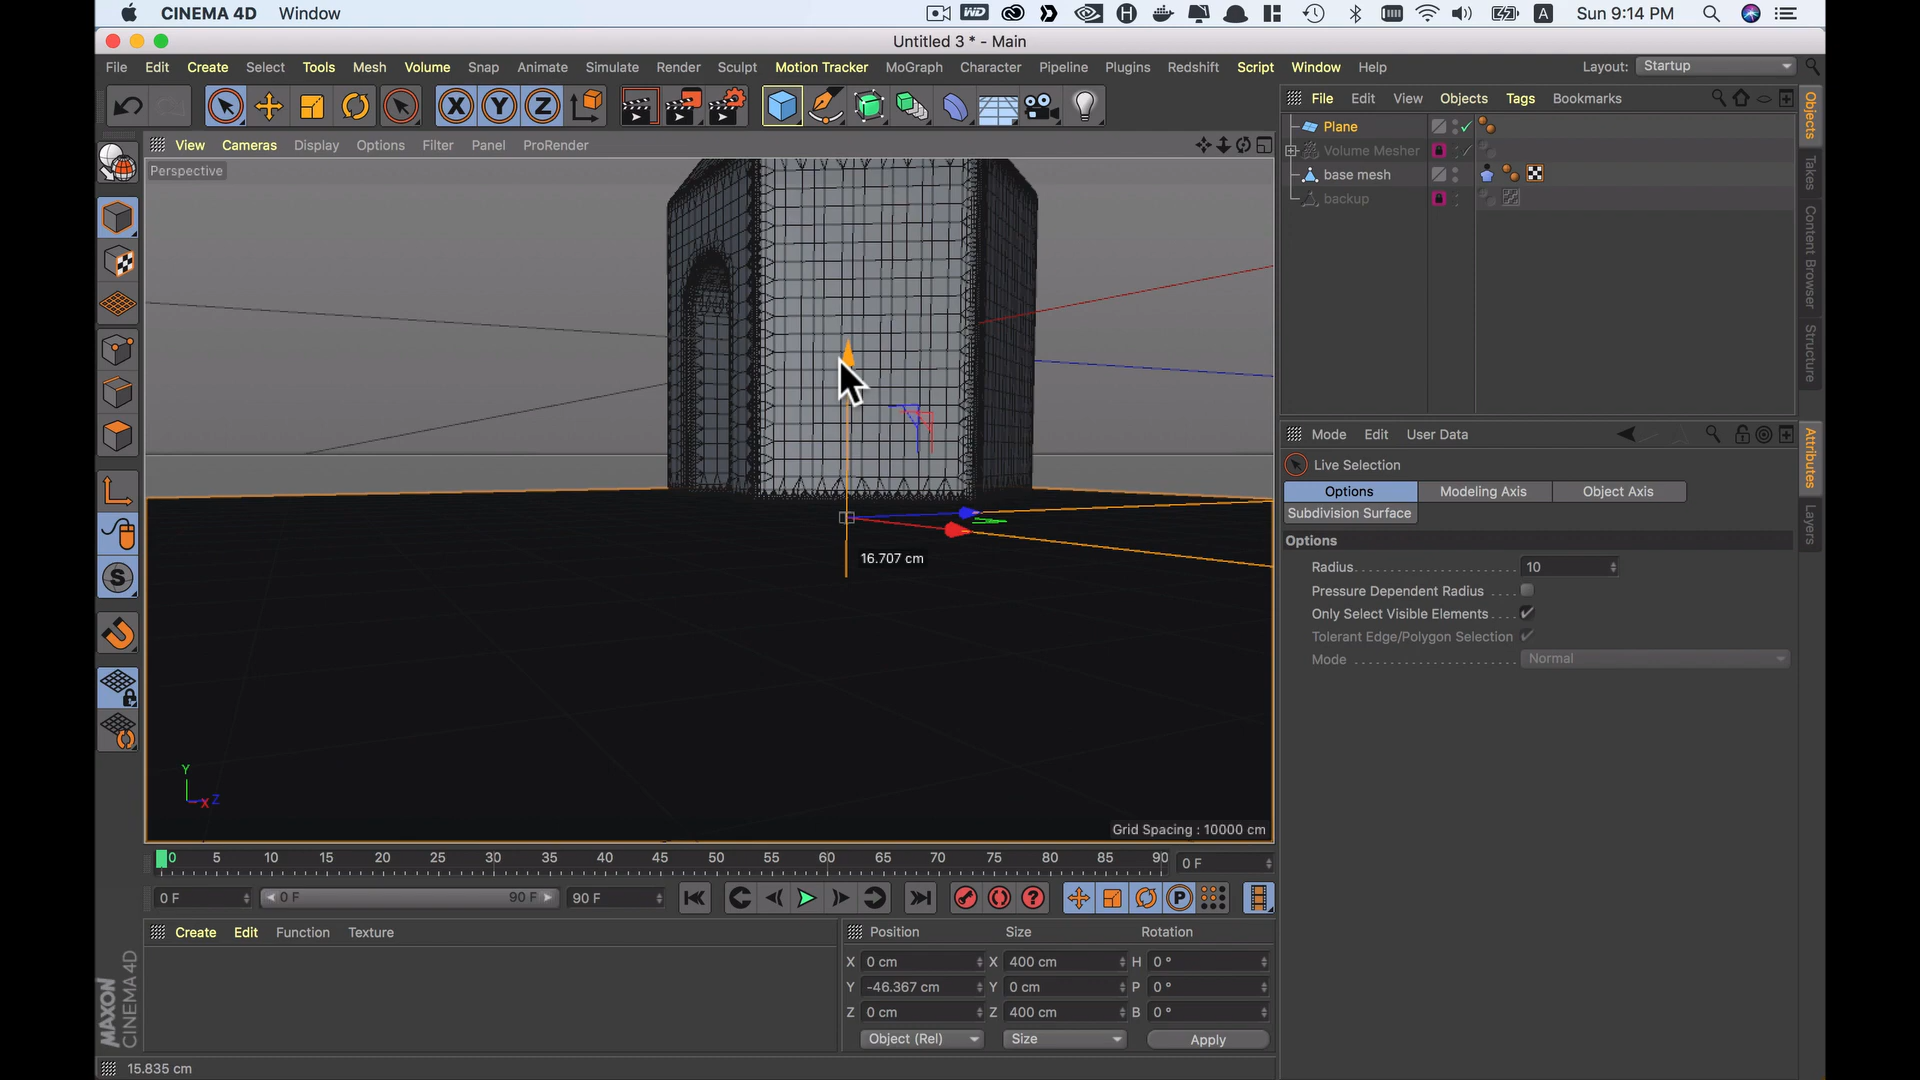 CINEMA 4D Window
A Sun 9:14 PM
Untitled 3 * - Main
File Edit Create Select Tools Mesh Volume Snap Animate Simulate Render Sculpt Motion Tracker MoGraph Character Pipeline Plugins Redshift Script Window Help
Layout: Startup
X Y Z
File Edit View Objects Tags Bookmarks
View Cameras Display Options Filter Panel ProRender
Perspective
Plane
Volume Mesher
base mesh
backup
Objects
Takes
Content Browser
Structure
16.707 cm
Y
X Z
Grid Spacing : 10000 cm
Mode Edit User Data
Live Selection
Options Modeling Axis Object Axis
Subdivision Surface
Options
Radius 10
Pressure Dependent Radius
Only Select Visible Elements
Tolerant Edge/Polygon Selection
Mode Normal
Attributes
Layers
0 5 10 15 20 25 30 35 40 45 50 55 60 65 70 75 80 85 90 0 F
0 F 0 F 90 F 90 F
Create Edit Function Texture
Position Size Rotation
X 0 cm X 400 cm H 0 °
Y -46.367 cm Y 0 cm P 0 °
Z 0 cm Z 400 cm B 0 °
Object (Rel) Size Apply
MAXON
CINEMA 4D
15.835 cm